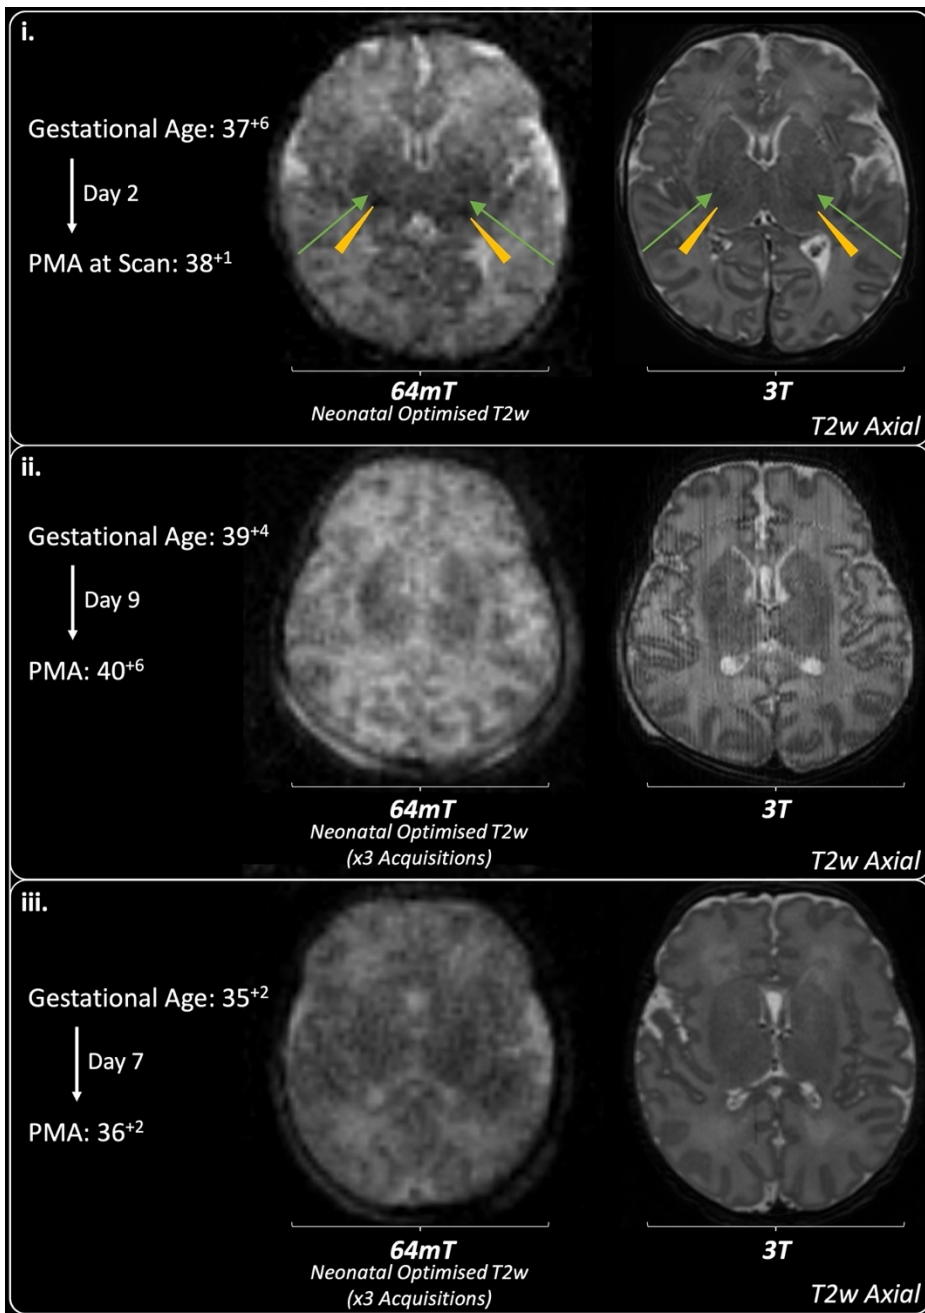 i.
Gestational Age: 37+6
Day 2
PMA at Scan: 38+1
64mT
Neonatal Optimised T2w
3T
T2w Axial
ii.
Gestational Age: 39+4
Day 9
PMA: 40+6
64mT
Neonatal Optimised T2w
(x3 Acquisitions)
3T
T2w Axial
iii.
Gestational Age: 35+2
Day 7
PMA: 36+2
64mT
Neonatal Optimised T2w
(x3 Acquisitions)
3T
T2w Axial